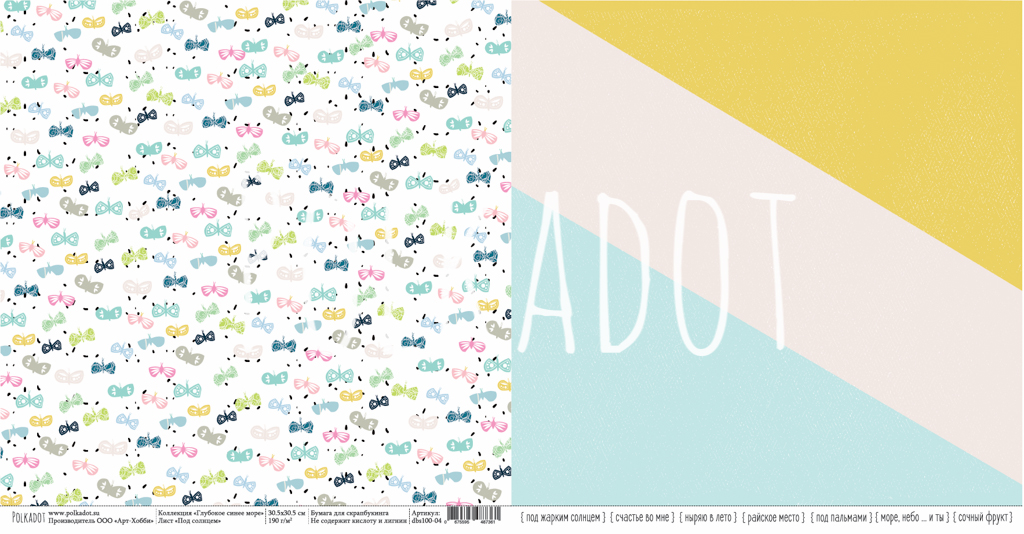 ADOT
POLKADOT
www.polkadot.su
Производитель ООО «Арт-Хобби»
Коллекция «Глубокое синее море»
Лист «Под солнцем»
30.5х30.5 см
190 г/м²
Бумага для скрапбукинга
Не содержит кислоту и лигнин
Артикул:
dbs100-04
{ под жарким солнцем } { счастье во мне } { ныряю в лето } { райское место } { под пальмами } { море, небо ... и ты } { сочный фрукт }